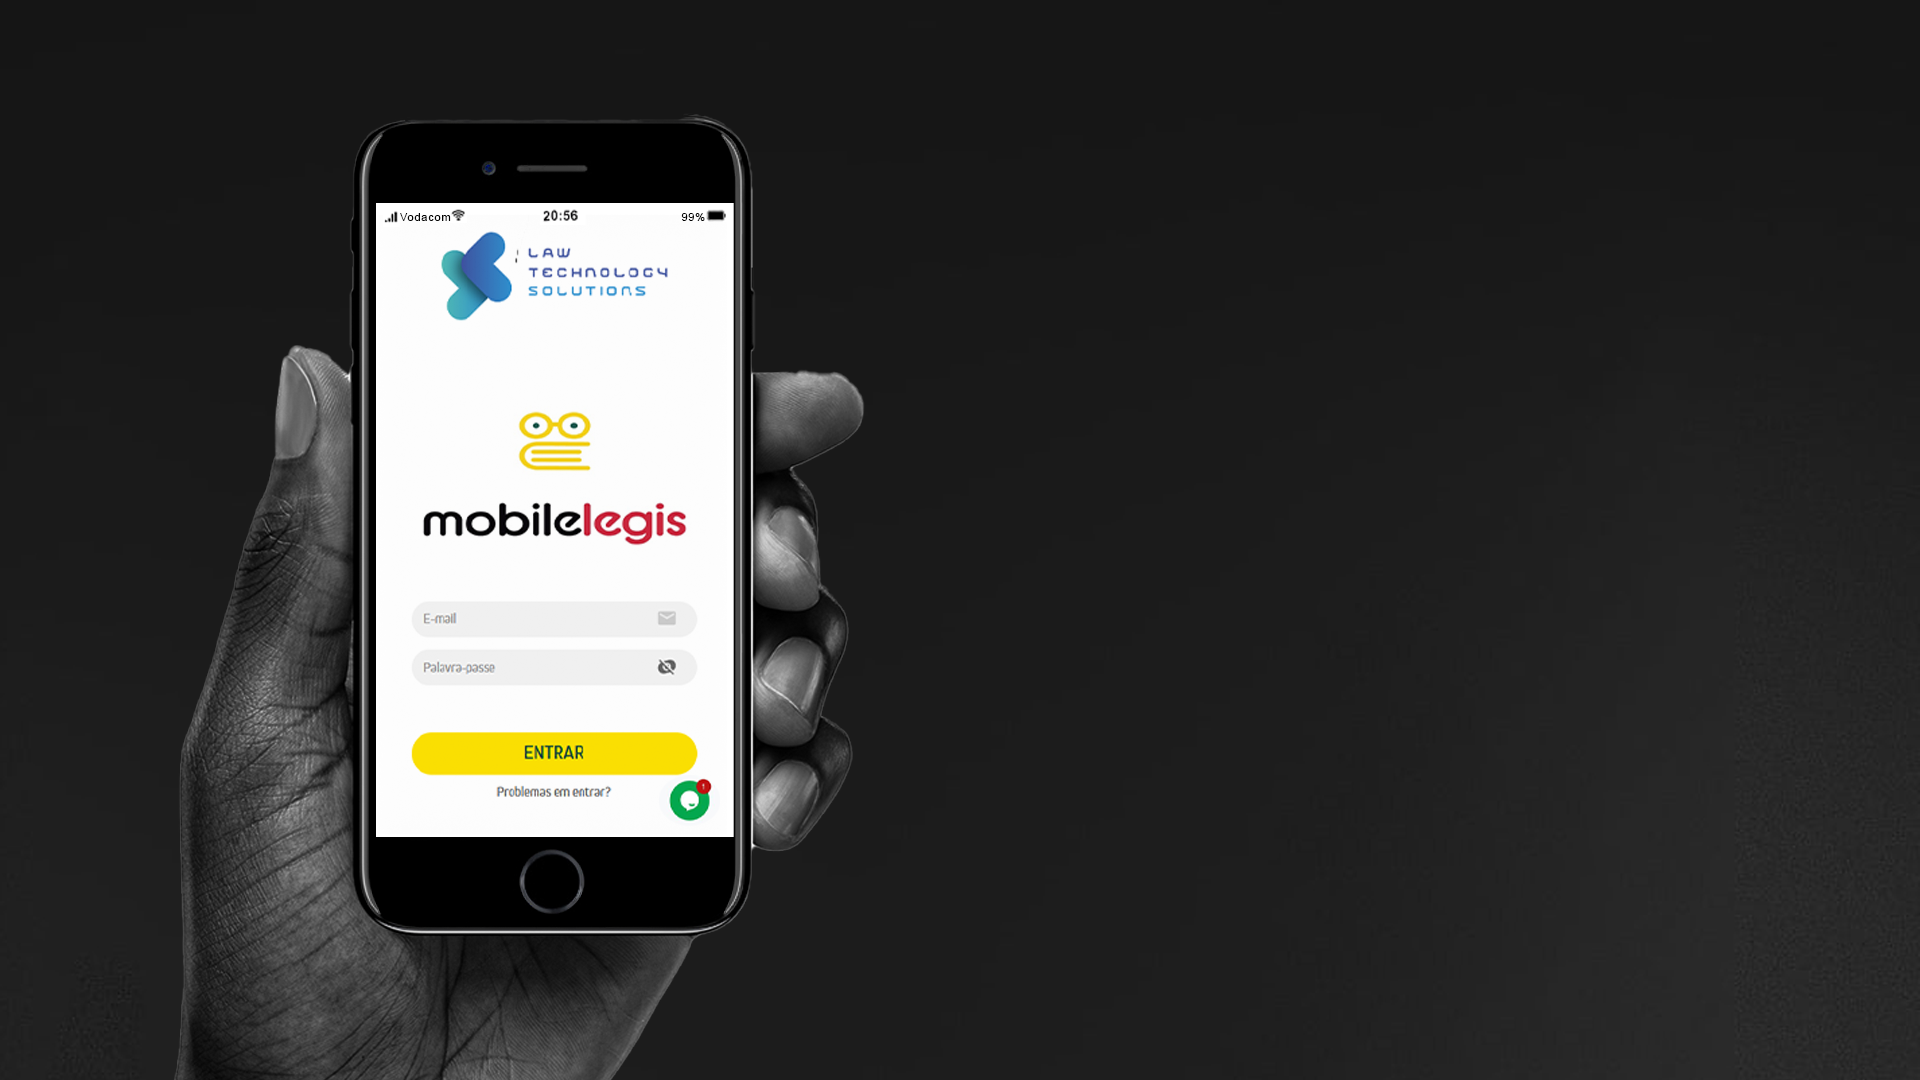 Vodacom 20:56 99%
LAW
TECHNOLOGY
SOLUTIONS
mobilelegis
E-mail
Palavra-passe
ENTRAR
Problemas em entrar?
1